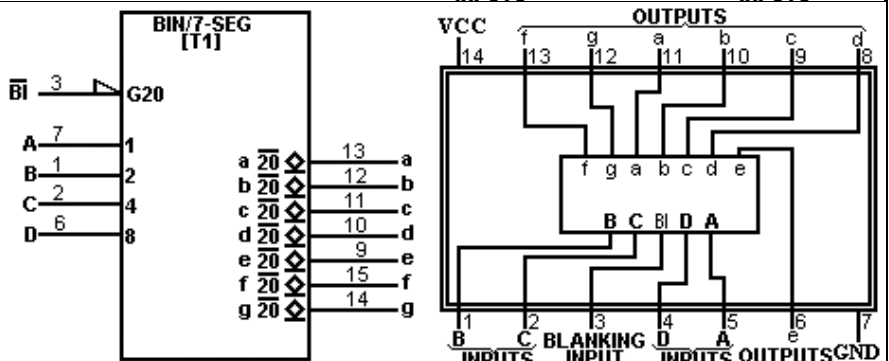 BIN/7-SEG
[T1]
BI 3 G20
A 7 1
B 1 2
C 2 4
D 6 8
a 20 13 a
b 20 12 b
c 20 11 c
d 20 10 d
e 20 9 e
f 20 15 f
g 20 14 g
OUTPUTS
VCC f g a b c d
14 13 12 11 10 9 8
f g a b c d e
B C BI D A
1 2 3 4 5 6 7
B C BLANKING D A e GND
INPUTS INPUT INPUTS OUTPUTS